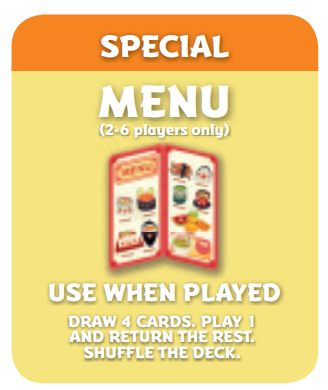 SPECIAL
MENU
(2-6 players only)
MENU
USE WHEN PLAYED
DRAW 4 CARDS. PLAY 1
AND RETURN THE REST.
SHUFFLE THE DECK.